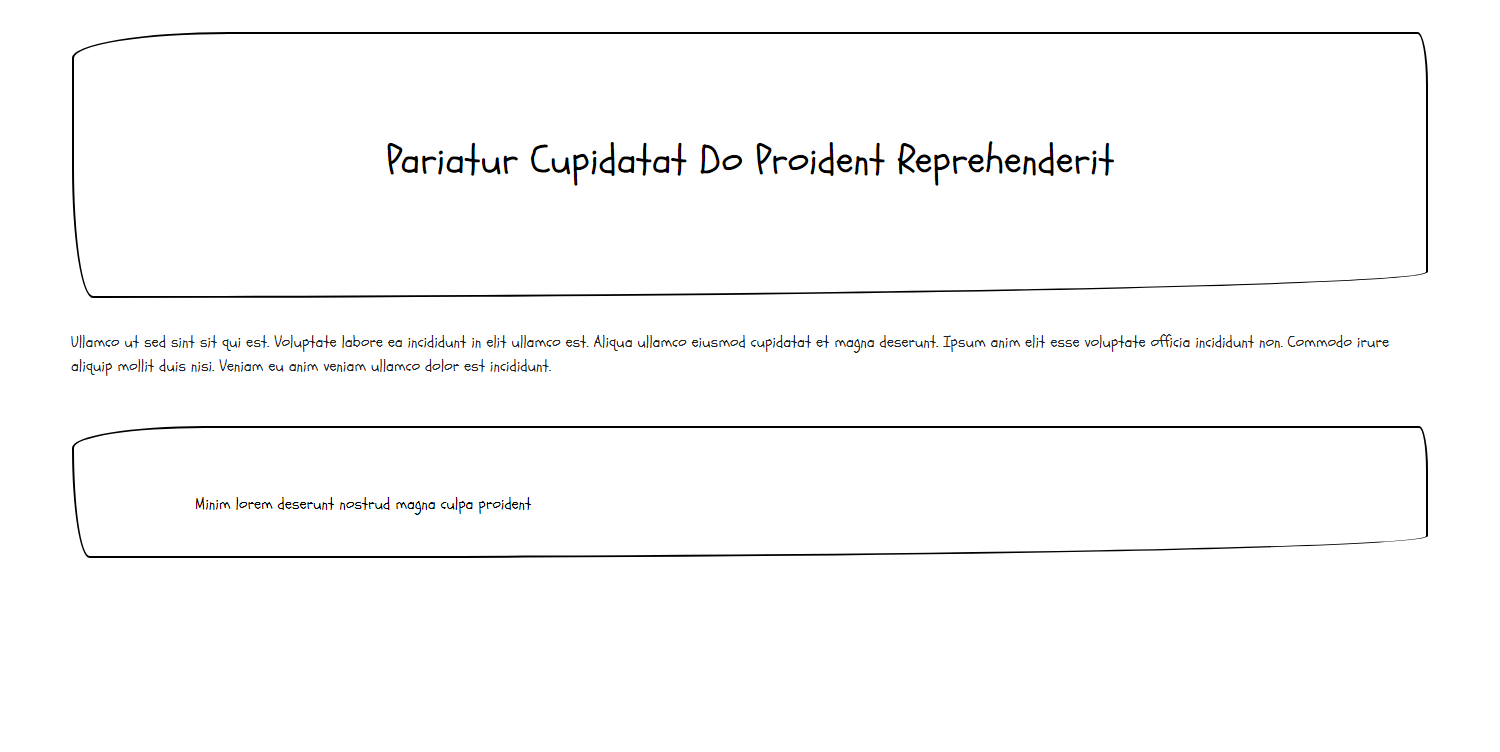 Pariatur Cupidatat Do Proident Reprehenderit
Ullamco ut sed sint sit qui est. Voluptate labore ea incididunt in elit ullamco est. Aliqua ullamco eiusmod cupidatat et magna deserunt. Ipsum anim elit esse voluptate officia incididunt non. Commodo irure
aliquip mollit duis nisi. Veniam eu anim veniam ullamco dolor est incididunt.
Minim lorem deserunt nostrud magna culpa proident